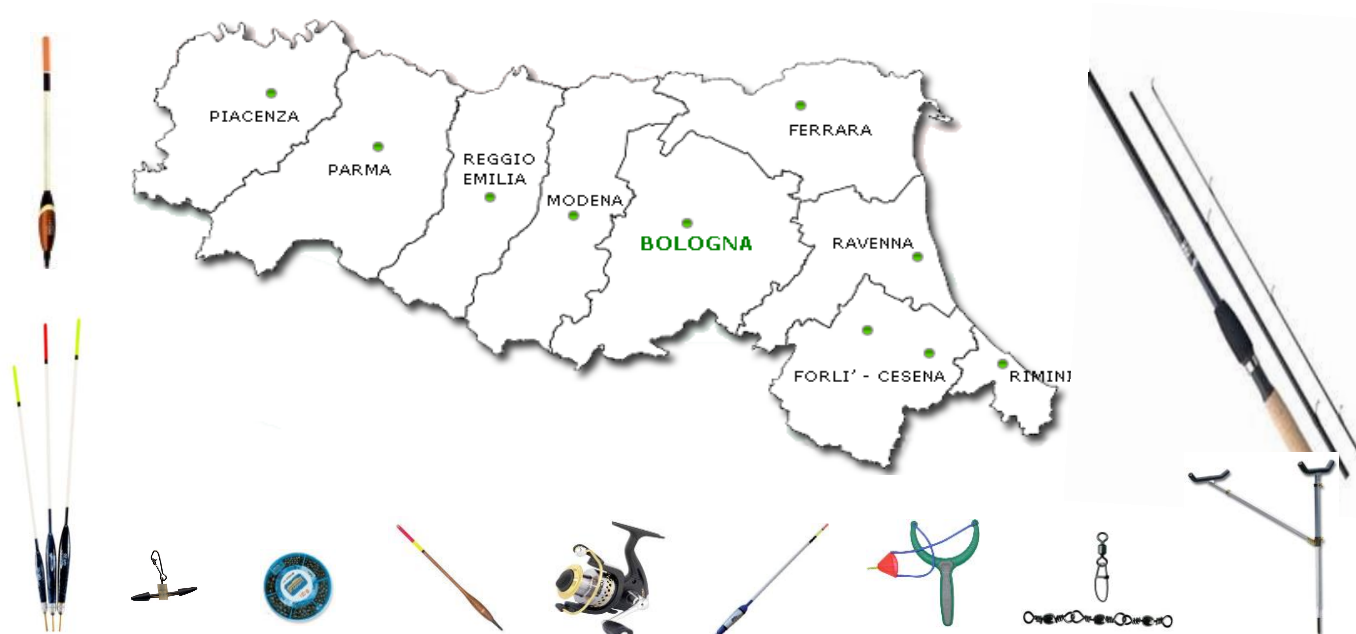 PIACENZA
PARMA
REGGIO
EMILIA
MODENA
BOLOGNA
FERRARA
RAVENNA
FORLI’ - CESENA
RIMINI